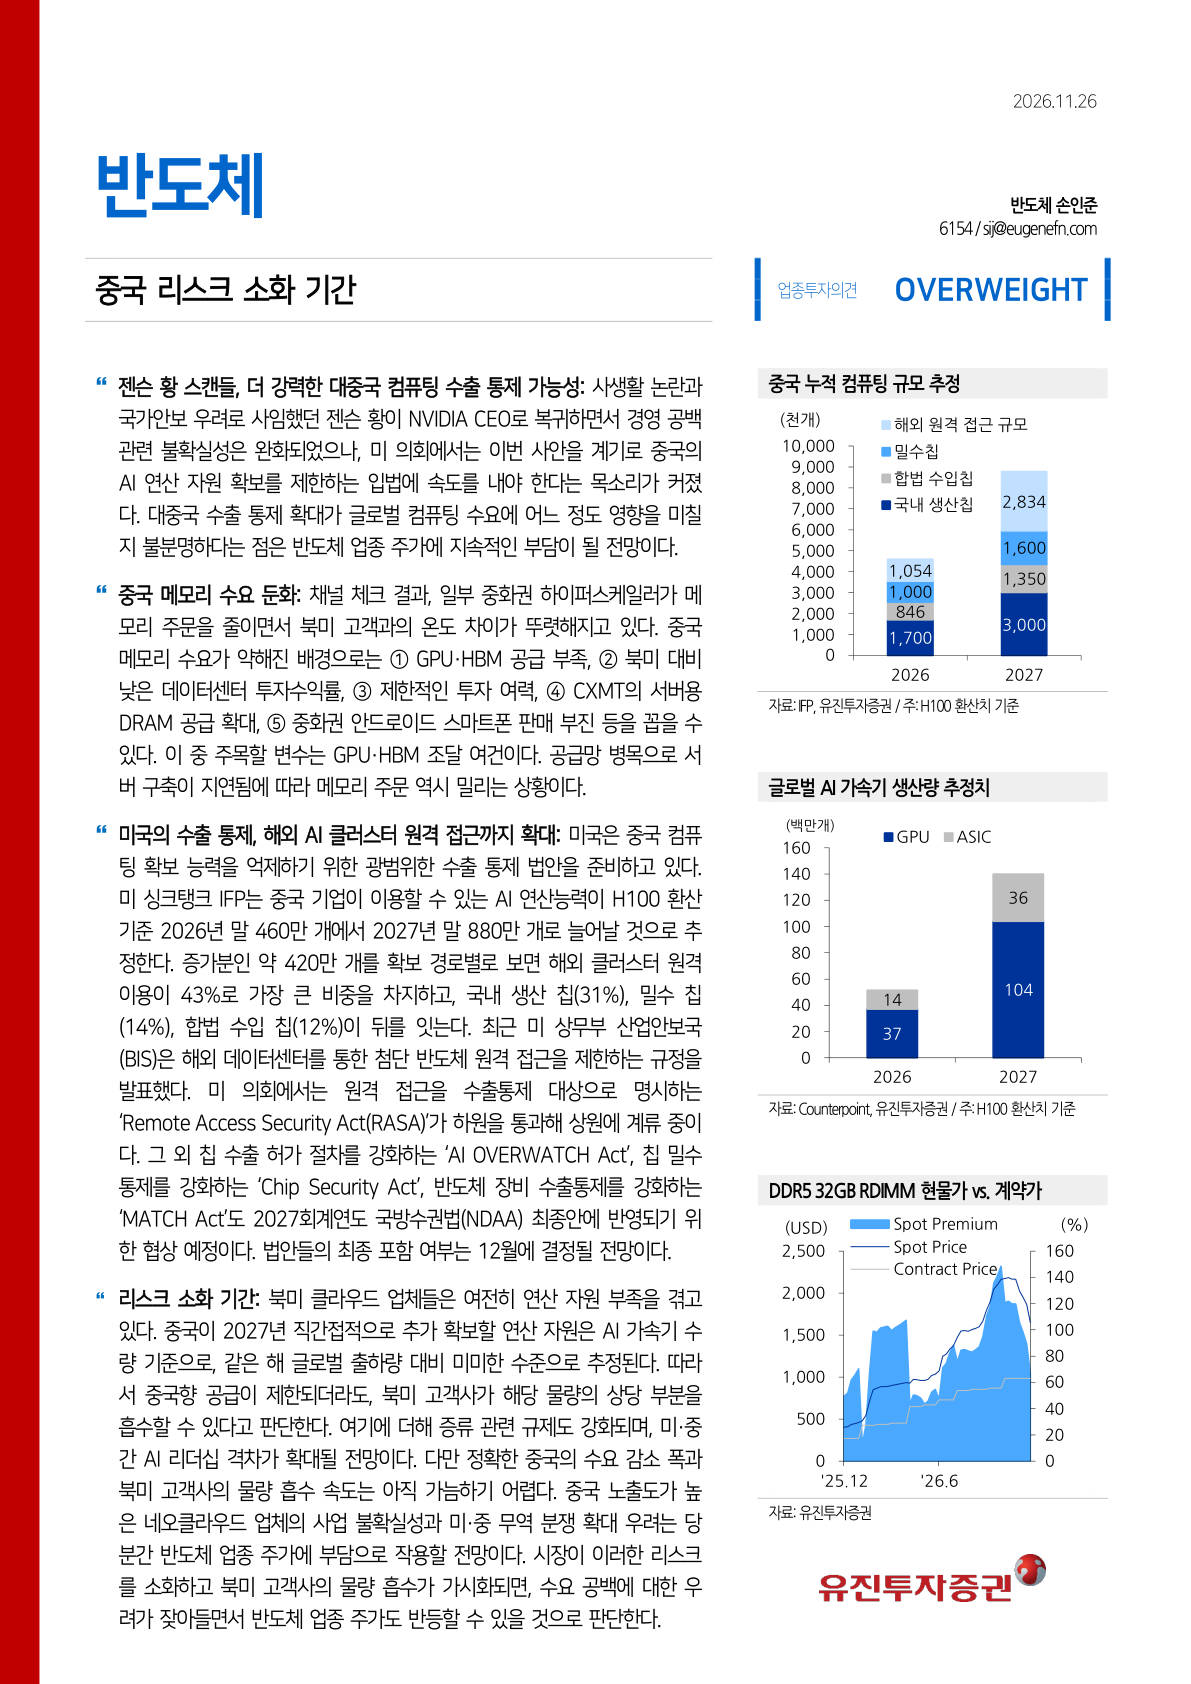 2026.11.26
반도체
반도체 손인준
6154 / sij@eugenefn.com
중국 리스크 소화 기간
업종투자의견 OVERWEIGHT
“ 젠슨 황 스캔들, 더 강력한 대중국 컴퓨팅 수출 통제 가능성: 사생활 논란과
국가안보 우려로 사임했던 젠슨 황이 NVIDIA CEO로 복귀하면서 경영 공백
관련 불확실성은 완화되었으나, 미 의회에서는 이번 사안을 계기로 중국의
AI 연산 자원 확보를 제한하는 입법에 속도를 내야 한다는 목소리가 커졌
다. 대중국 수출 통제 확대가 글로벌 컴퓨팅 수요에 어느 정도 영향을 미칠
지 불분명하다는 점은 반도체 업종 주가에 지속적인 부담이 될 전망이다.
“ 중국 메모리 수요 둔화: 채널 체크 결과, 일부 중화권 하이퍼스케일러가 메
모리 주문을 줄이면서 북미 고객과의 온도 차이가 뚜렷해지고 있다. 중국
메모리 수요가 약해진 배경으로는 ① GPU·HBM 공급 부족, ② 북미 대비
낮은 데이터센터 투자수익률, ③ 제한적인 투자 여력, ④ CXMT의 서버용
DRAM 공급 확대, ⑤ 중화권 안드로이드 스마트폰 판매 부진 등을 꼽을 수
있다. 이 중 주목할 변수는 GPU·HBM 조달 여건이다. 공급망 병목으로 서
버 구축이 지연됨에 따라 메모리 주문 역시 밀리는 상황이다.
“ 미국의 수출 통제, 해외 AI 클러스터 원격 접근까지 확대: 미국은 중국 컴퓨
팅 확보 능력을 억제하기 위한 광범위한 수출 통제 법안을 준비하고 있다.
미 싱크탱크 IFP는 중국 기업이 이용할 수 있는 AI 연산능력이 H100 환산
기준 2026년 말 460만 개에서 2027년 말 880만 개로 늘어날 것으로 추
정한다. 증가분인 약 420만 개를 확보 경로별로 보면 해외 클러스터 원격
이용이 43%로 가장 큰 비중을 차지하고, 국내 생산 칩(31%), 밀수 칩
(14%), 합법 수입 칩(12%)이 뒤를 잇는다. 최근 미 상무부 산업안보국
(BIS)은 해외 데이터센터를 통한 첨단 반도체 원격 접근을 제한하는 규정을
발표했다. 미 의회에서는 원격 접근을 수출통제 대상으로 명시하는
‘Remote Access Security Act(RASA)’가 하원을 통과해 상원에 계류 중이
다. 그 외 칩 수출 허가 절차를 강화하는 ‘AI OVERWATCH Act’, 칩 밀수
통제를 강화하는 ‘Chip Security Act’, 반도체 장비 수출통제를 강화하는
‘MATCH Act’도 2027회계연도 국방수권법(NDAA) 최종안에 반영되기 위
한 협상 예정이다. 법안들의 최종 포함 여부는 12월에 결정될 전망이다.
“ 리스크 소화 기간: 북미 클라우드 업체들은 여전히 연산 자원 부족을 겪고
있다. 중국이 2027년 직간접적으로 추가 확보할 연산 자원은 AI 가속기 수
량 기준으로, 같은 해 글로벌 출하량 대비 미미한 수준으로 추정된다. 따라
서 중국향 공급이 제한되더라도, 북미 고객사가 해당 물량의 상당 부분을
흡수할 수 있다고 판단한다. 여기에 더해 증류 관련 규제도 강화되며, 미·중
간 AI 리더십 격차가 확대될 전망이다. 다만 정확한 중국의 수요 감소 폭과
북미 고객사의 물량 흡수 속도는 아직 가늠하기 어렵다. 중국 노출도가 높
은 네오클라우드 업체의 사업 불확실성과 미·중 무역 분쟁 확대 우려는 당
분간 반도체 업종 주가에 부담으로 작용할 전망이다. 시장이 이러한 리스크
를 소화하고 북미 고객사의 물량 흡수가 가시화되면, 수요 공백에 대한 우
려가 잦아들면서 반도체 업종 주가도 반등할 수 있을 것으로 판단한다.
중국 누적 컴퓨팅 규모 추정
(천개)
해외 원격 접근 규모
밀수칩
합법 수입칩
국내 생산칩
10,000
9,000
8,000
7,000
6,000
5,000
4,000
3,000
2,000
1,000
0
1,054
1,000
846
1,700
2,834
1,600
1,350
3,000
2026 2027
자료: IFP, 유진투자증권 / 주: H100 환산치 기준
글로벌 AI 가속기 생산량 추정치
(백만개)
GPU ASIC
160
140
120
100
80
60
40
20
0
14
37
36
104
2026 2027
자료: Counterpoint, 유진투자증권 / 주: H100 환산치 기준
DDR5 32GB RDIMM 현물가 vs. 계약가
(USD) (%)
Spot Premium
Spot Price
Contract Price
2,500
2,000
1,500
1,000
500
0
160
140
120
100
80
60
40
20
0
'25.12 '26.6
자료: 유진투자증권
유진투자증권